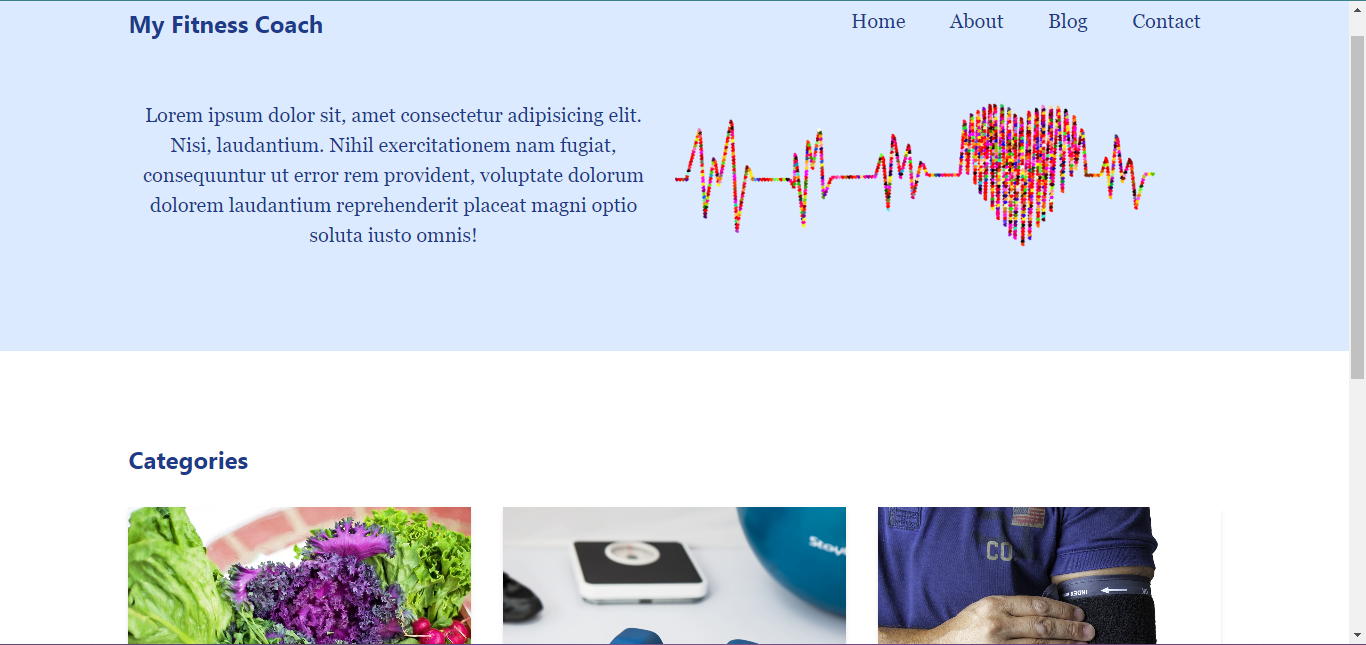 My Fitness Coach
Home About Blog Contact
Lorem ipsum dolor sit, amet consectetur adipisicing elit.
Nisi, laudantium. Nihil exercitationem nam fugiat,
consequuntur ut error rem provident, voluptate dolorum
dolorem laudantium reprehenderit placeat magni optio
soluta iusto omnis!
Categories
CO
INDEX